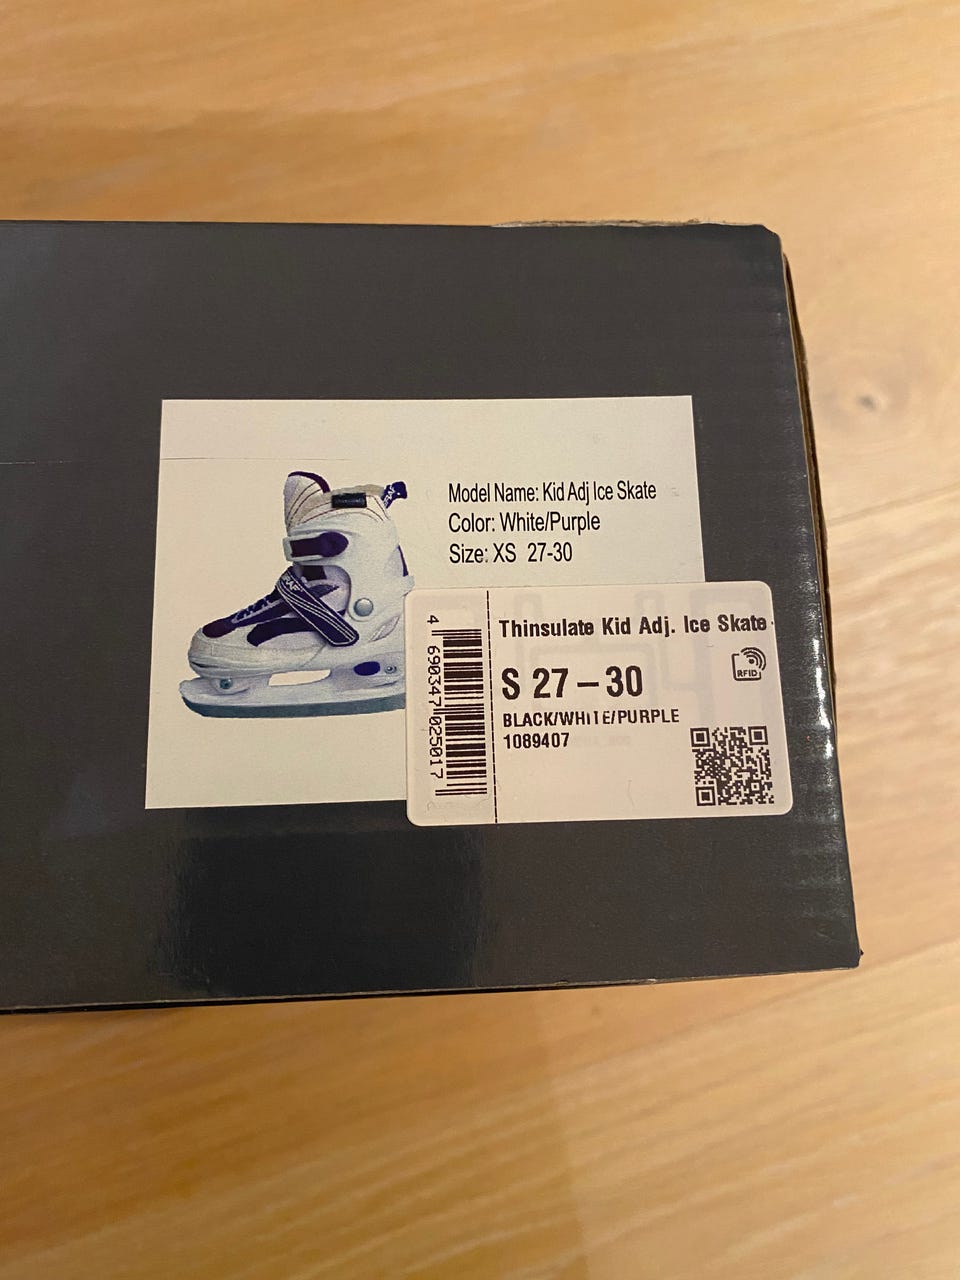 Model Name: Kid Adj Ice Skate
Color: White/Purple
Size: XS 27-30
Thinsulate Kid Adj. Ice Skate
S 27 – 30
RFID
BLACK/WHITE/PURPLE
1089407
4 690347 025017